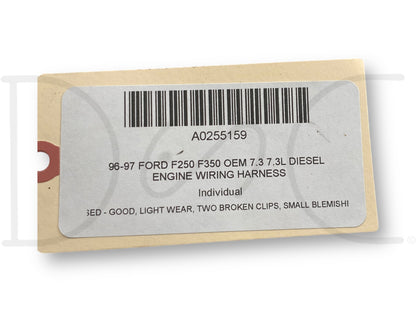 A0255159
96-97 FORD F250 F350 OEM 7.3 7.3L DIESEL
ENGINE WIRING HARNESS
Individual
SED - GOOD, LIGHT WEAR, TWO BROKEN CLIPS, SMALL BLEMISHI